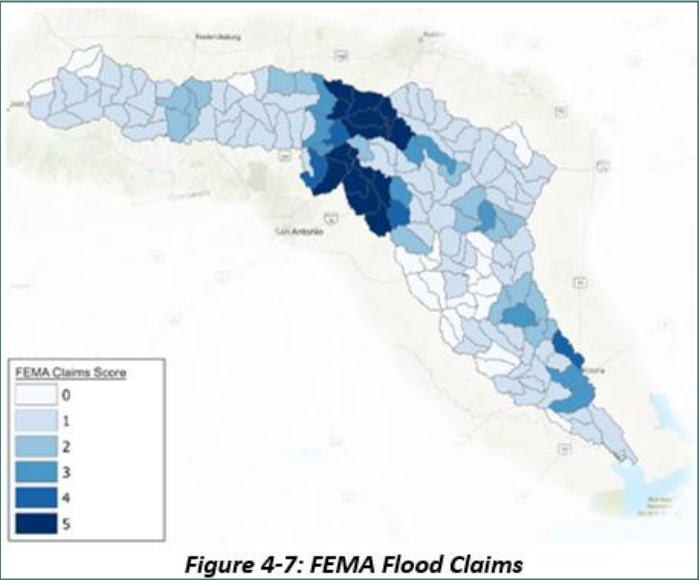 Fredericksburg
Austin
San Antonio
Victoria
FEMA Claims Score
0
1
2
3
4
5
Figure 4-7: FEMA Flood Claims